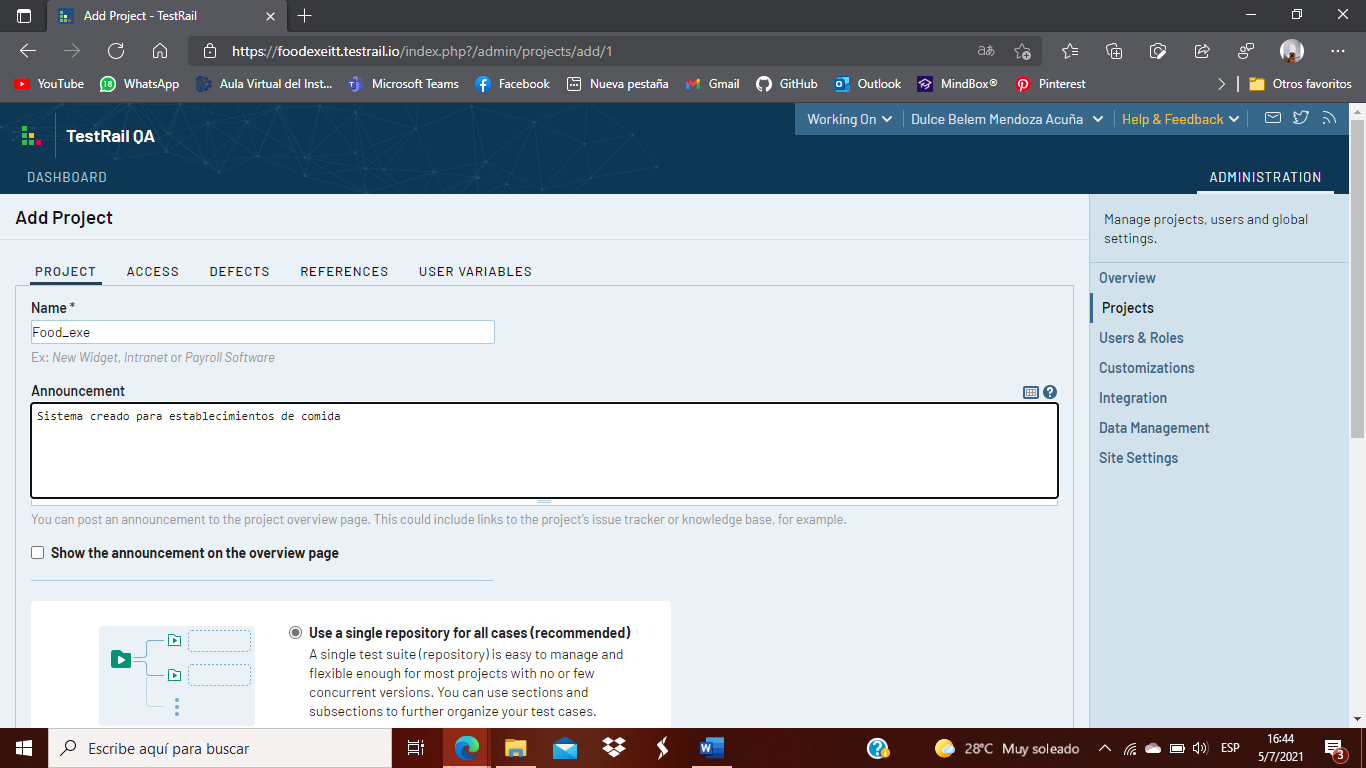 Add Project - TestRail
https://foodexeitt.testrail.io/index.php?/admin/projects/add/1
YouTube
18
WhatsApp
Aula Virtual del Inst...
Microsoft Teams
Facebook
Nueva pestaña
Gmail
GitHub
Outlook
MindBox®
Pinterest
Otros favoritos
TestRail QA
Working On
Dulce Belem Mendoza Acuña
Help & Feedback
DASHBOARD
ADMINISTRATION
Add Project
PROJECT
ACCESS
DEFECTS
REFERENCES
USER VARIABLES
Name *
Food_exe
Ex: New Widget, Intranet or Payroll Software
Announcement
Sistema creado para establecimientos de comida
You can post an announcement to the project overview page. This could include links to the project's issue tracker or knowledge base, for example.
Show the announcement on the overview page
Use a single repository for all cases (recommended)
A single test suite (repository) is easy to manage and
flexible enough for most projects with no or few
concurrent versions. You can use sections and
subsections to further organize your test cases.
Manage projects, users and global
settings.
Overview
Projects
Users & Roles
Customizations
Integration
Data Management
Site Settings
Escribe aquí para buscar
28°C Muy soleado
ESP
16:44
5/7/2021
3